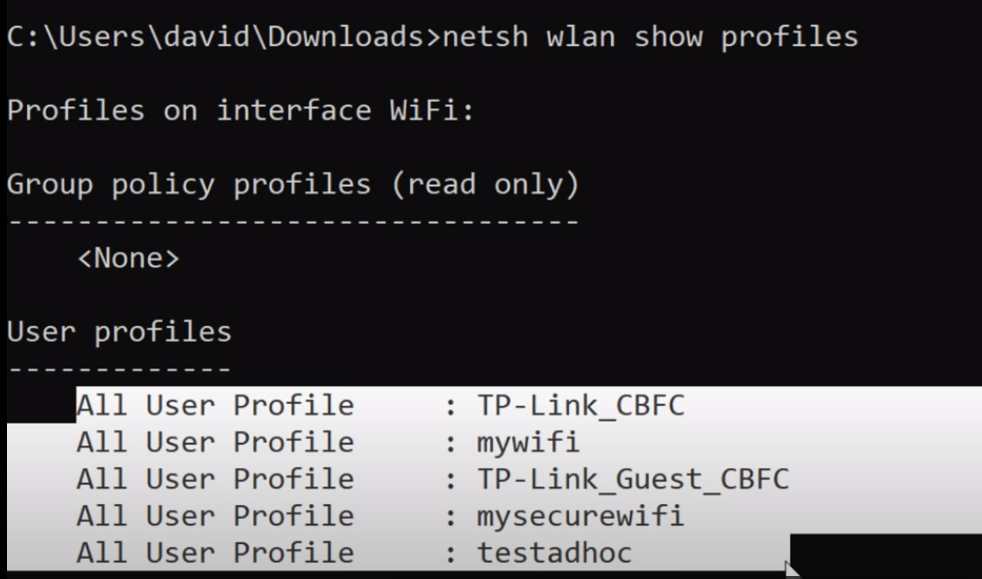 C:\Users\david\Downloads>netsh wlan show profiles
Profiles on interface WiFi:
Group policy profiles (read only)
---------------------------------
    <None>
User profiles
-------------
    All User Profile     : TP-Link_CBFC
    All User Profile     : mywifi
    All User Profile     : TP-Link_Guest_CBFC
    All User Profile     : mysecurewifi
    All User Profile     : testadhoc